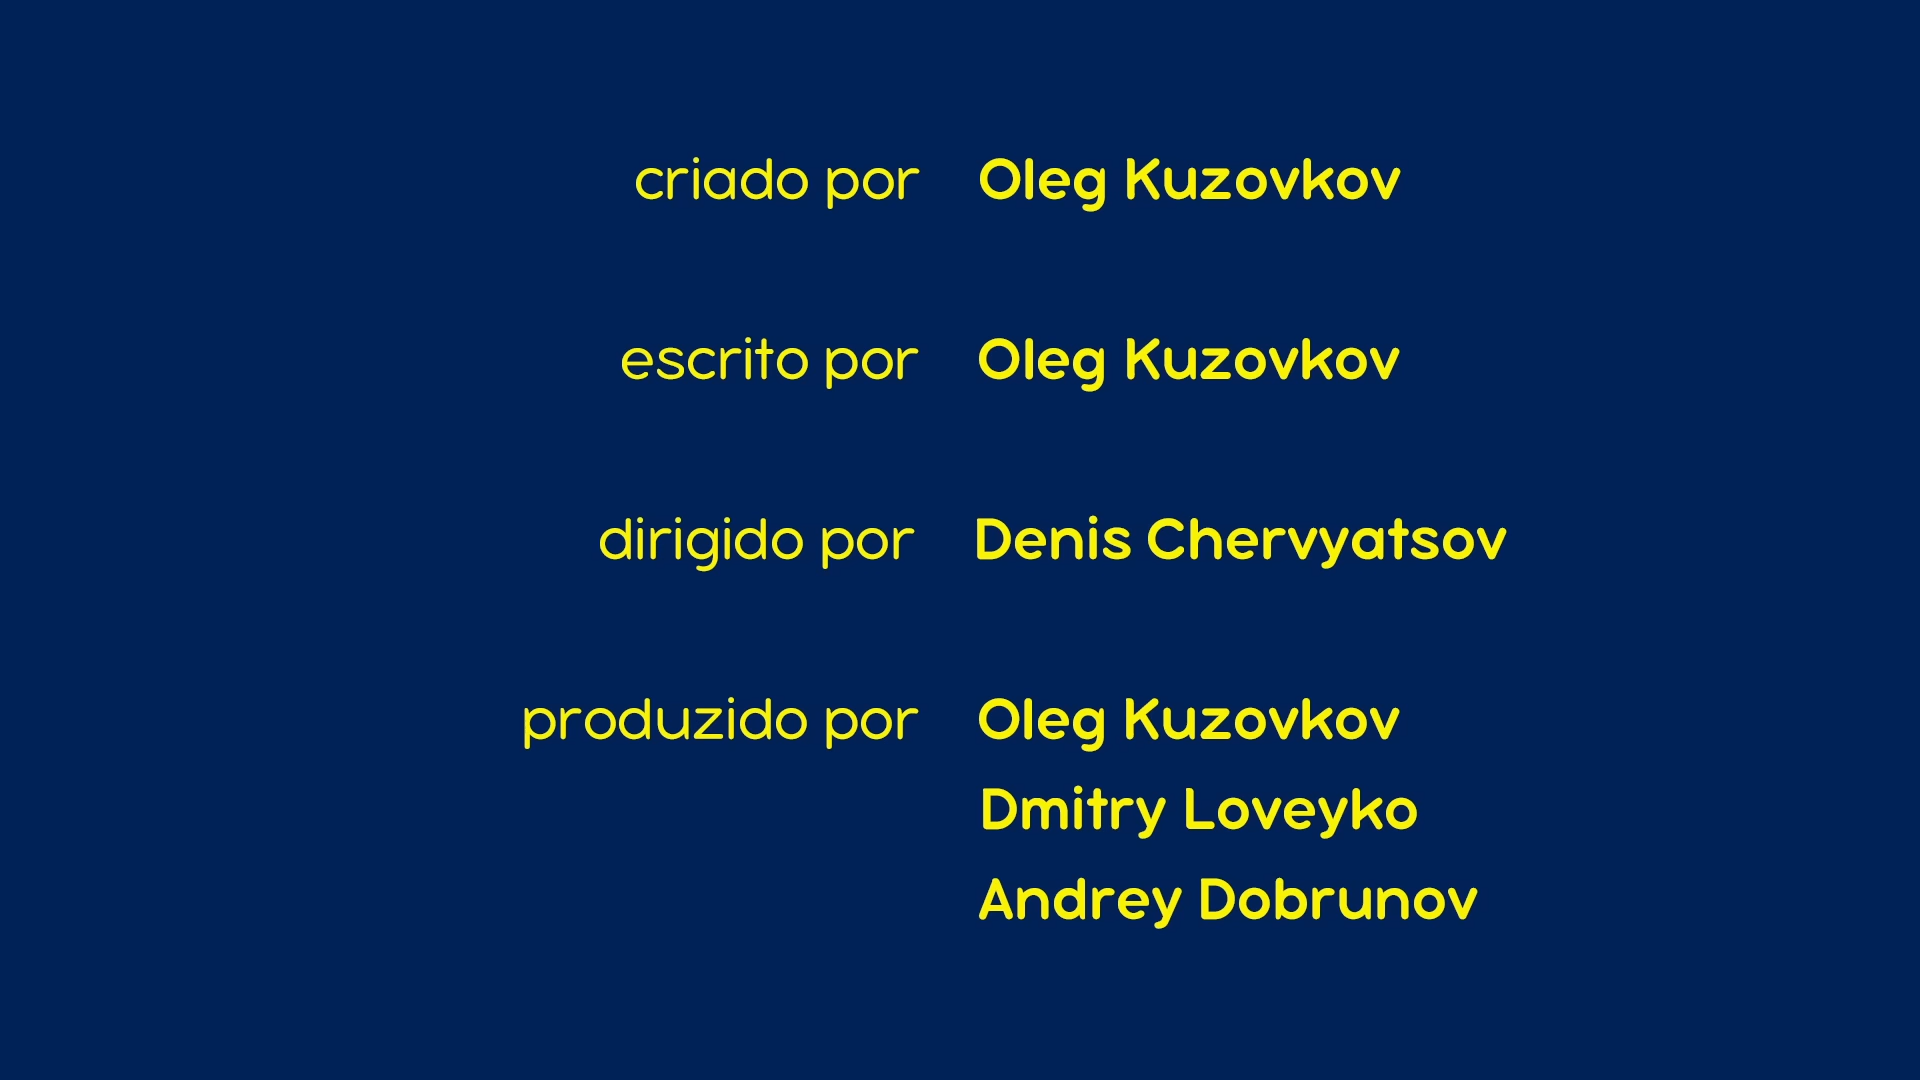 criado por Oleg Kuzovkov
escrito por Oleg Kuzovkov
dirigido por Denis Chervyatsov
produzido por Oleg Kuzovkov
Dmitry Loveyko
Andrey Dobrunov